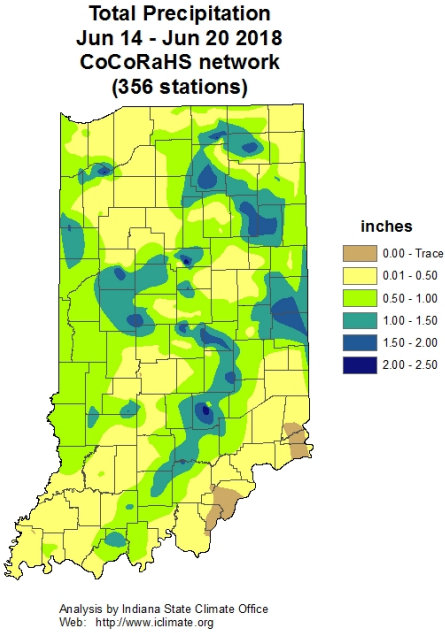 Total Precipitation
Jun 14 - Jun 20 2018
CoCoRaHS network
(356 stations)
inches
0.00 - Trace
0.01 - 0.50
0.50 - 1.00
1.00 - 1.50
1.50 - 2.00
2.00 - 2.50
Analysis by Indiana State Climate Office
Web: http://www.iclimate.org